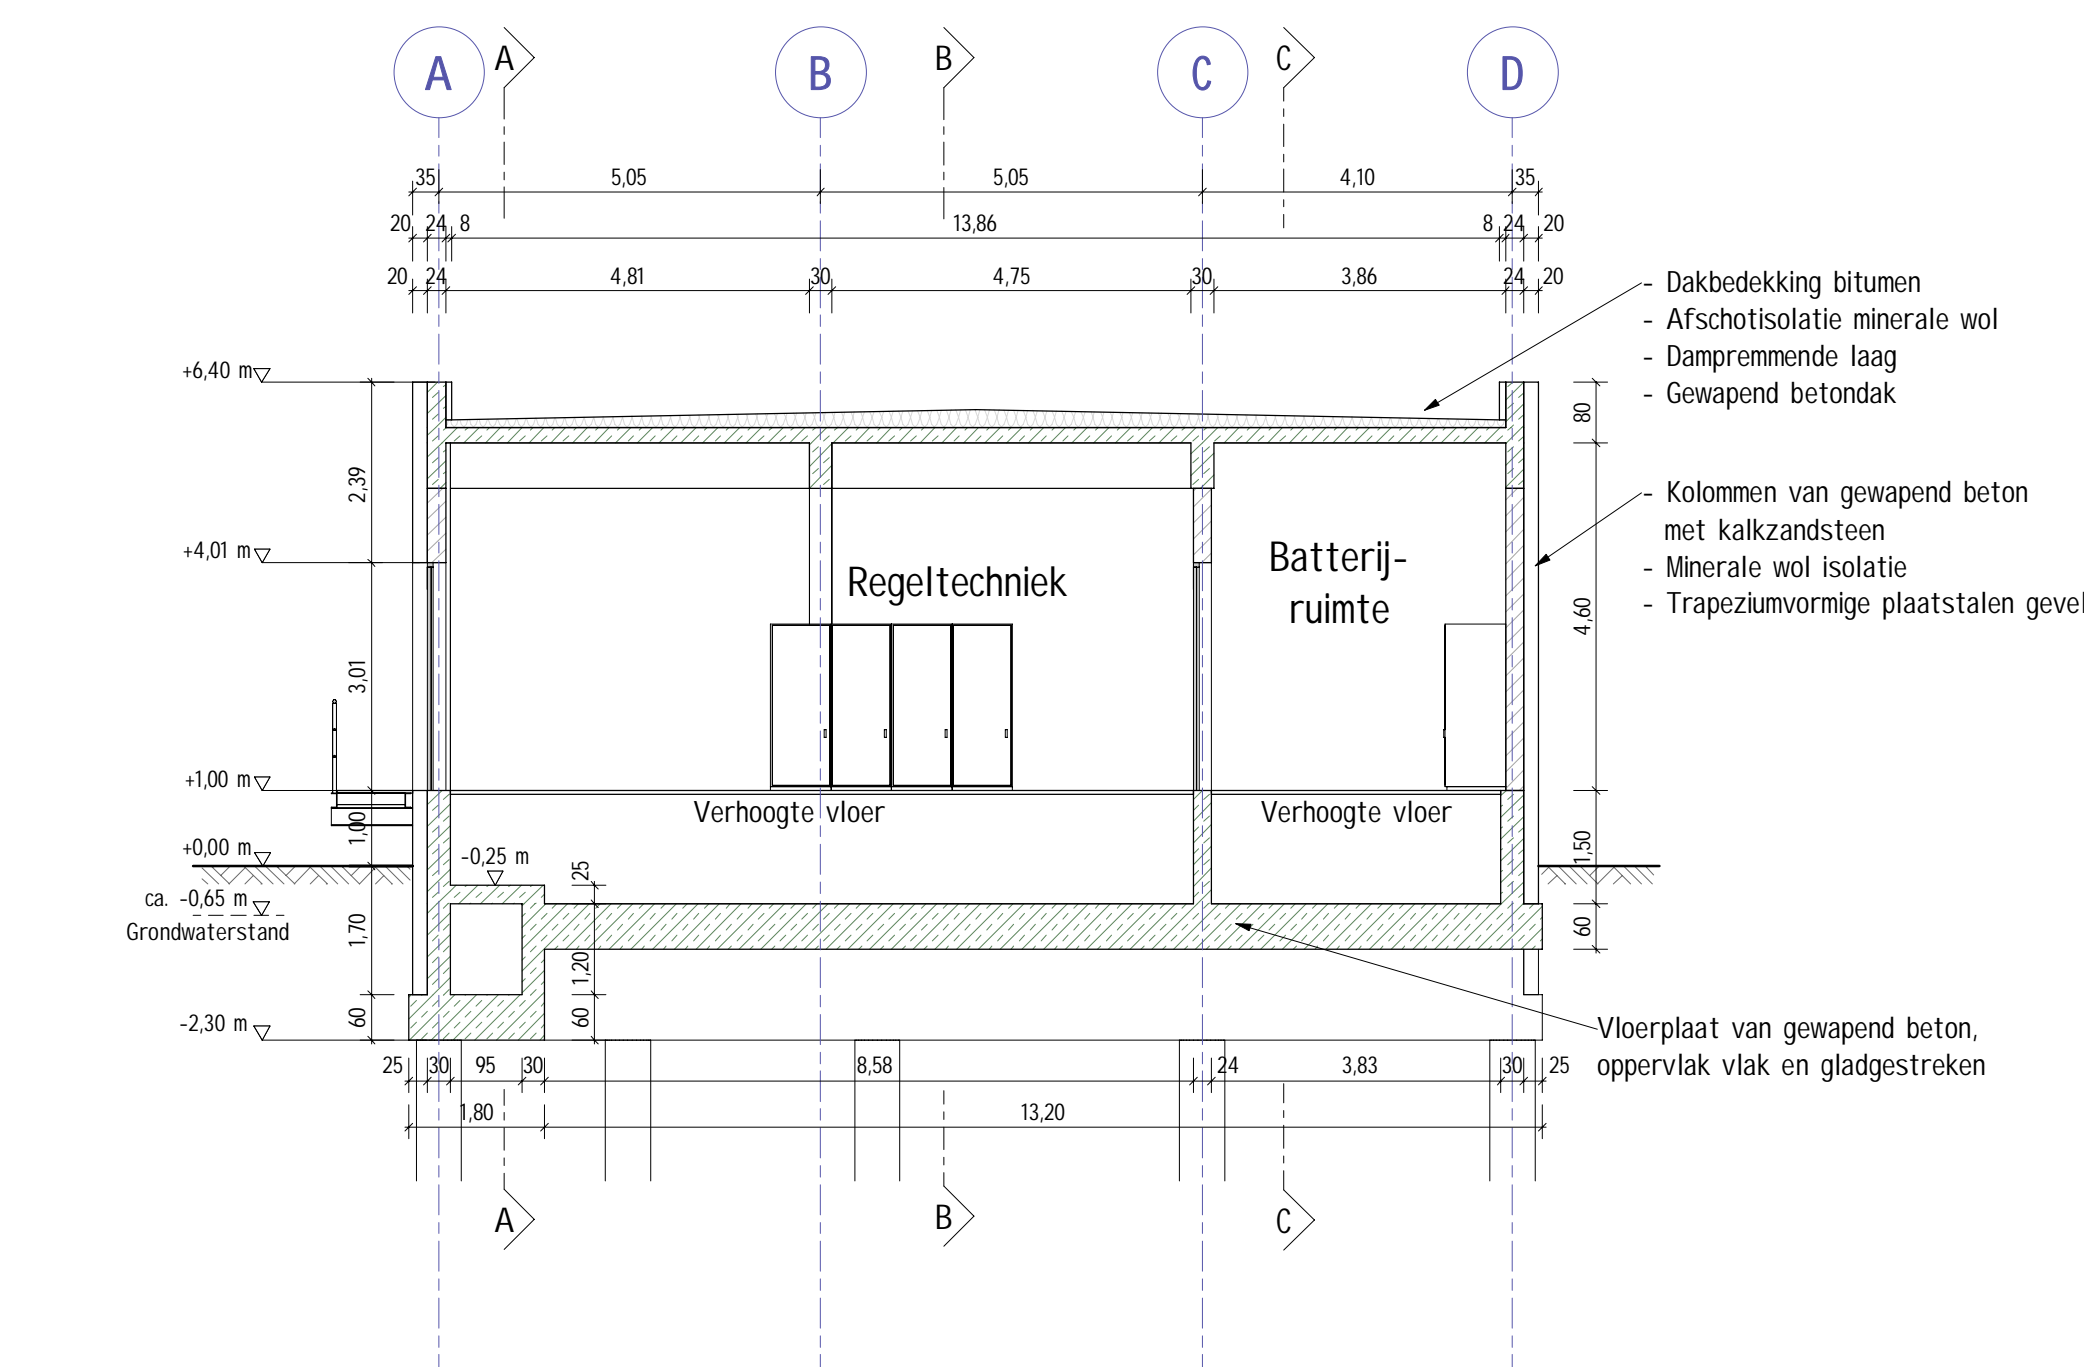 A A B B C C D
35 5,05 5,05 4,10 35
20 24 8 13,86 8 24 20
20 24 4,81 30 4,75 30 3,86 24 20
- Dakbedekking bitumen
- Afschotisolatie minerale wol
- Dampremmende laag
- Gewapend betondak
+6,40 m
80
2,39
- Kolommen van gewapend beton
met kalkzandsteen
- Minerale wol isolatie
- Trapeziumvormige plaatstalen gevel
+4,01 m
Regeltechniek
Batterij-
ruimte
4,60
3,01
+1,00 m
Verhoogte vloer
Verhoogte vloer
1,00
1,50
+0,00 m
-0,25 m
25
ca. -0,65 m
Grondwaterstand
1,70
60
1,20
-2,30 m
60
60
Vloerplaat van gewapend beton,
oppervlak vlak en gladgestreken
25 30 95 30 8,58 24 3,83 30 25
1,80 13,20
A B C